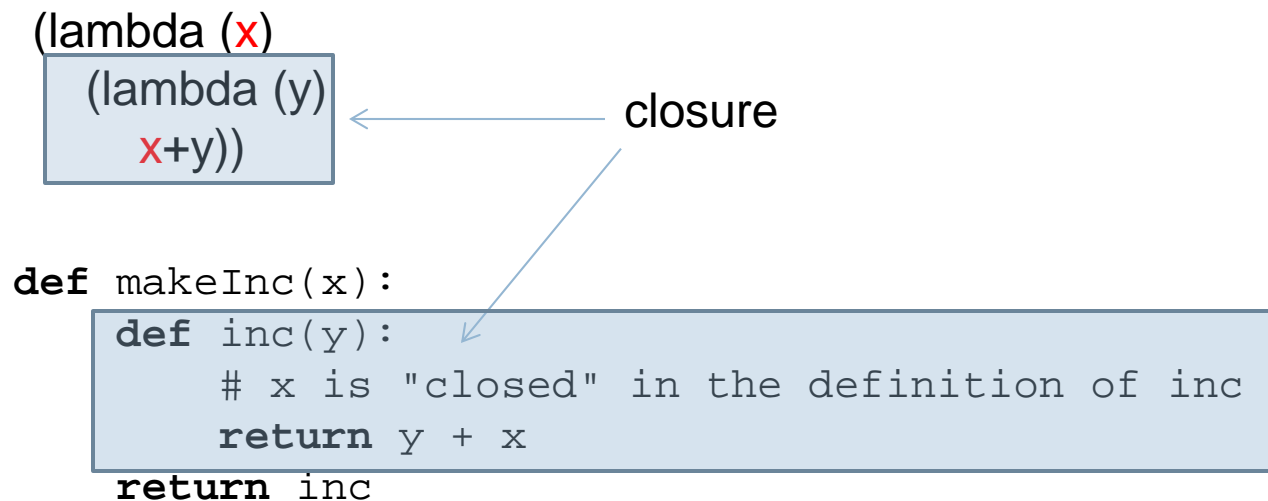 (lambda (x)
(lambda (y)
x+y))
closure
def makeInc(x):
def inc(y):
# x is "closed" in the definition of inc
return y + x
return inc